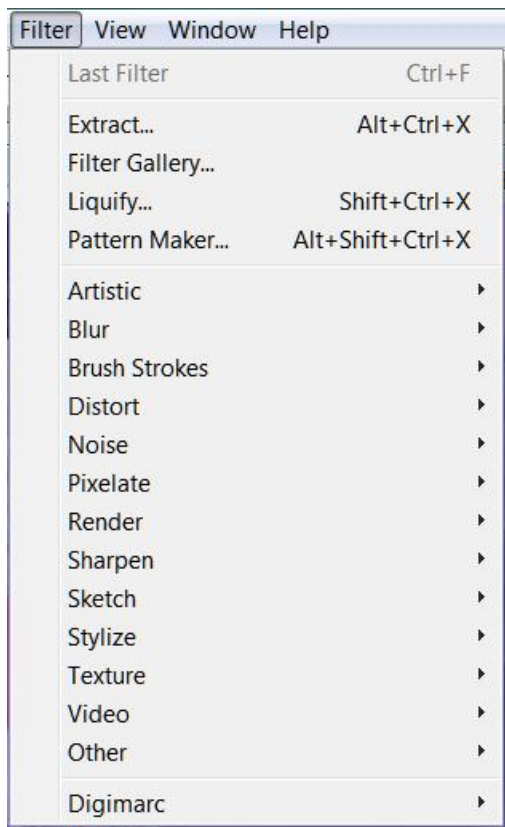 Filter View Window Help
Last Filter Ctrl+F
Extract... Alt+Ctrl+X
Filter Gallery...
Liquify... Shift+Ctrl+X
Pattern Maker... Alt+Shift+Ctrl+X
Artistic
Blur
Brush Strokes
Distort
Noise
Pixelate
Render
Sharpen
Sketch
Stylize
Texture
Video
Other
Digimarc